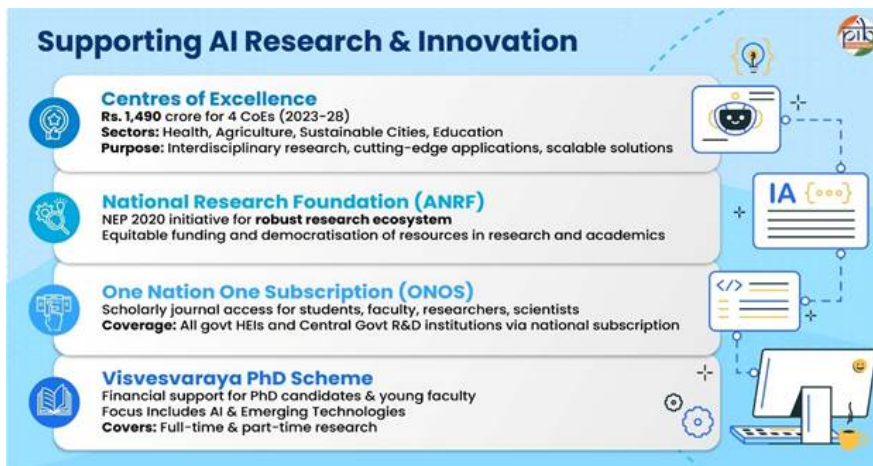 Supporting AI Research & Innovation
pib
Centres of Excellence
Rs. 1,490 crore for 4 CoEs (2023-28)
Sectors: Health, Agriculture, Sustainable Cities, Education
Purpose: Interdisciplinary research, cutting-edge applications, scalable solutions
National Research Foundation (ANRF)
NEP 2020 initiative for robust research ecosystem
Equitable funding and democratisation of resources in research and academics
IA {•••}
One Nation One Subscription (ONOS)
Scholarly journal access for students, faculty, researchers, scientists
Coverage: All govt HEIs and Central Govt R&D institutions via national subscription
</>
Visvesvaraya PhD Scheme
Financial support for PhD candidates & young faculty
Focus Includes AI & Emerging Technologies
Covers: Full-time & part-time research